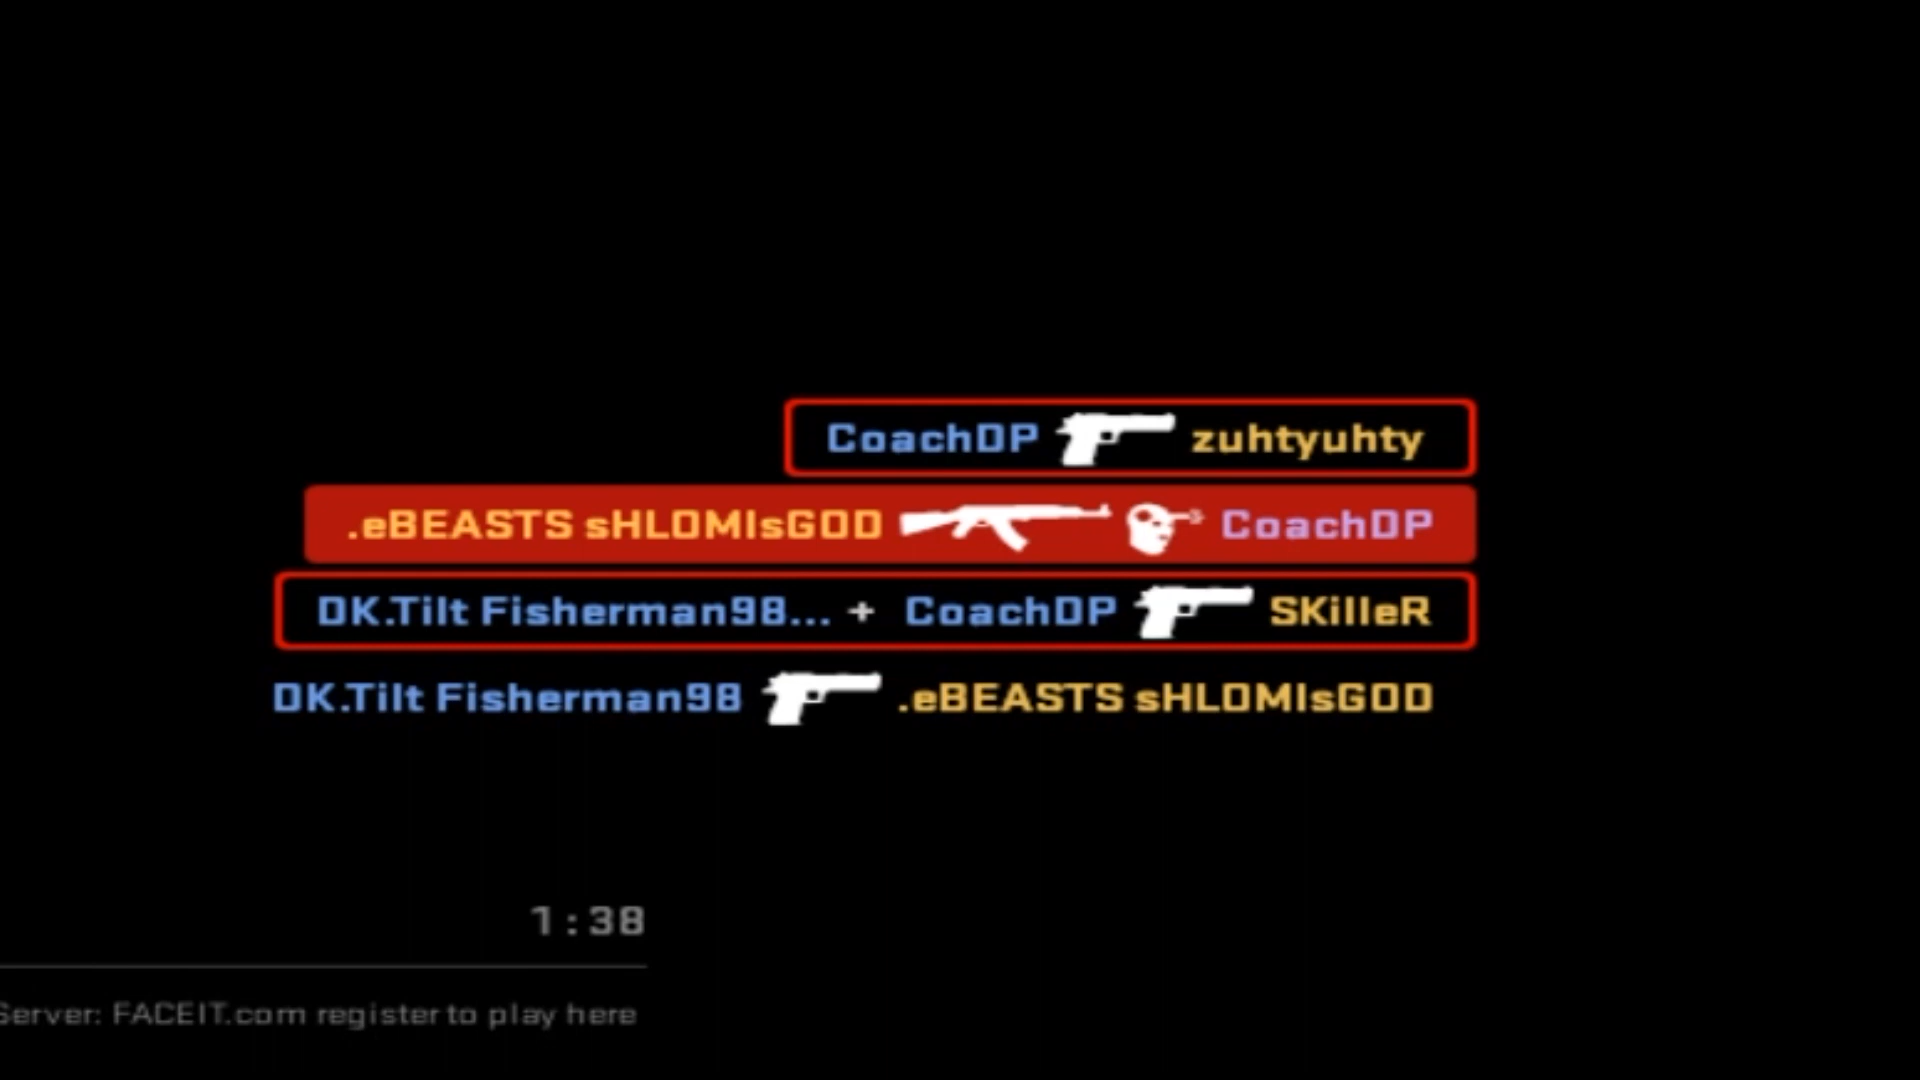 CoachDP zuhtyuhty
.eBEASTS sHLOMIsGOD CoachDP
DK.Tilt Fisherman98... + CoachDP SKilleR
DK.Tilt Fisherman98 .eBEASTS sHLOMIsGOD
1:38
Server: FACEIT.com register to play here